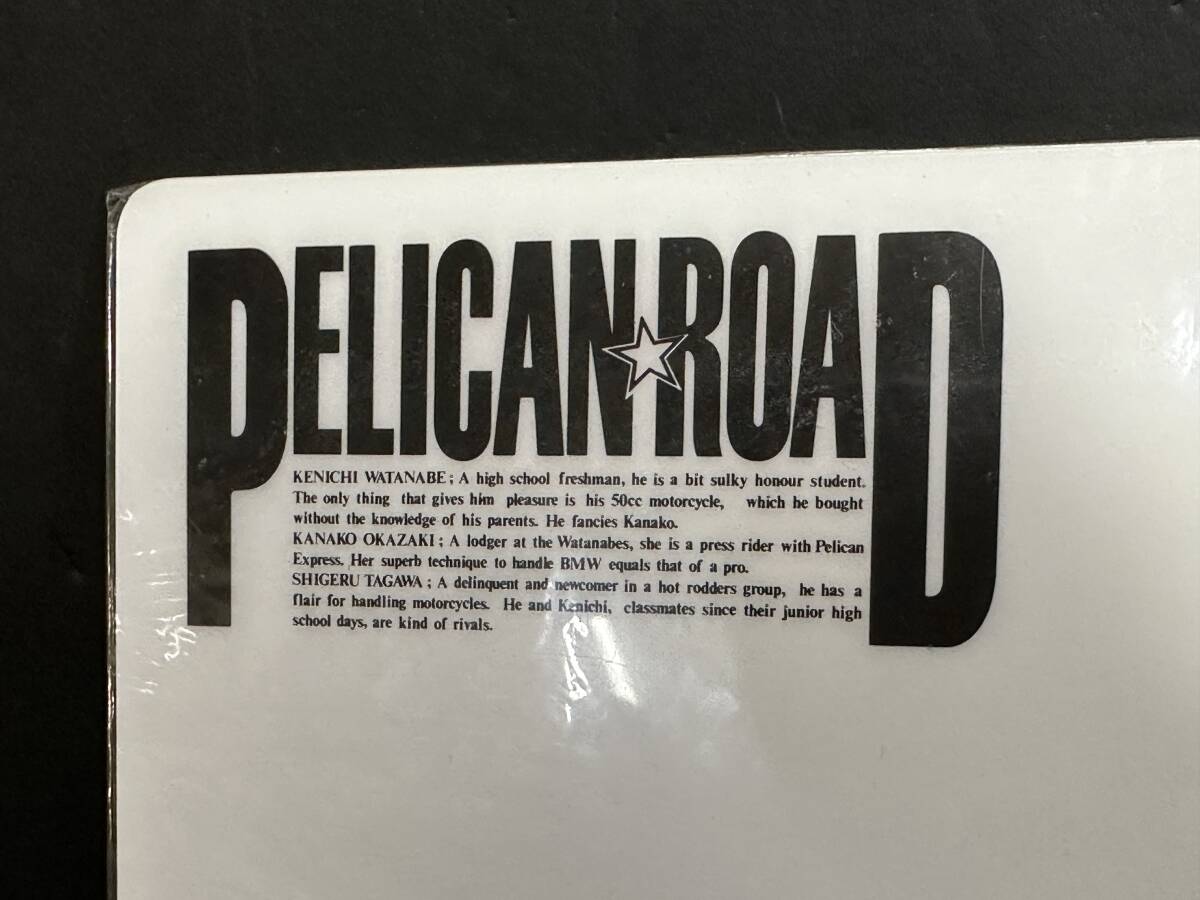 PELICAN☆ROAD
KENICHI WATANABE; A high school freshman, he is a bit sulky honour student.
The only thing that gives him pleasure is his 50cc motorcycle, which he bought
without the knowledge of his parents. He fancies Kanako.
KANAKO OKAZAKI; A lodger at the Watanabes, she is a press rider with Pelican
Express. Her superb technique to handle BMW equals that of a pro.
SHIGERU TAGAWA; A delinquent and newcomer in a hot rodders group, he has a
flair for handling motorcycles. He and Kenichi, classmates since their junior high
school days, are kind of rivals.